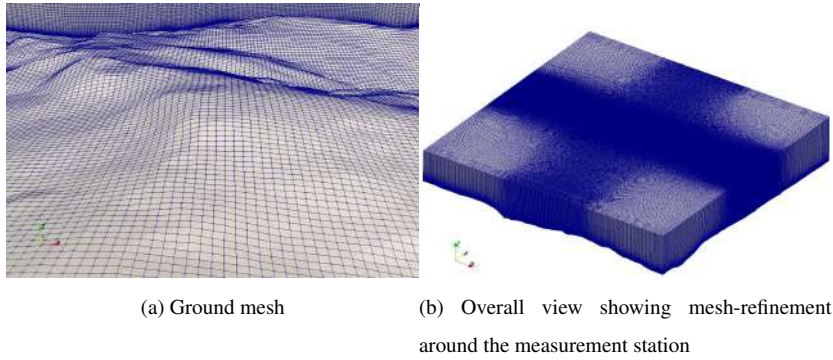 (a) Ground mesh
(b) Overall view showing mesh-refinement
around the measurement station